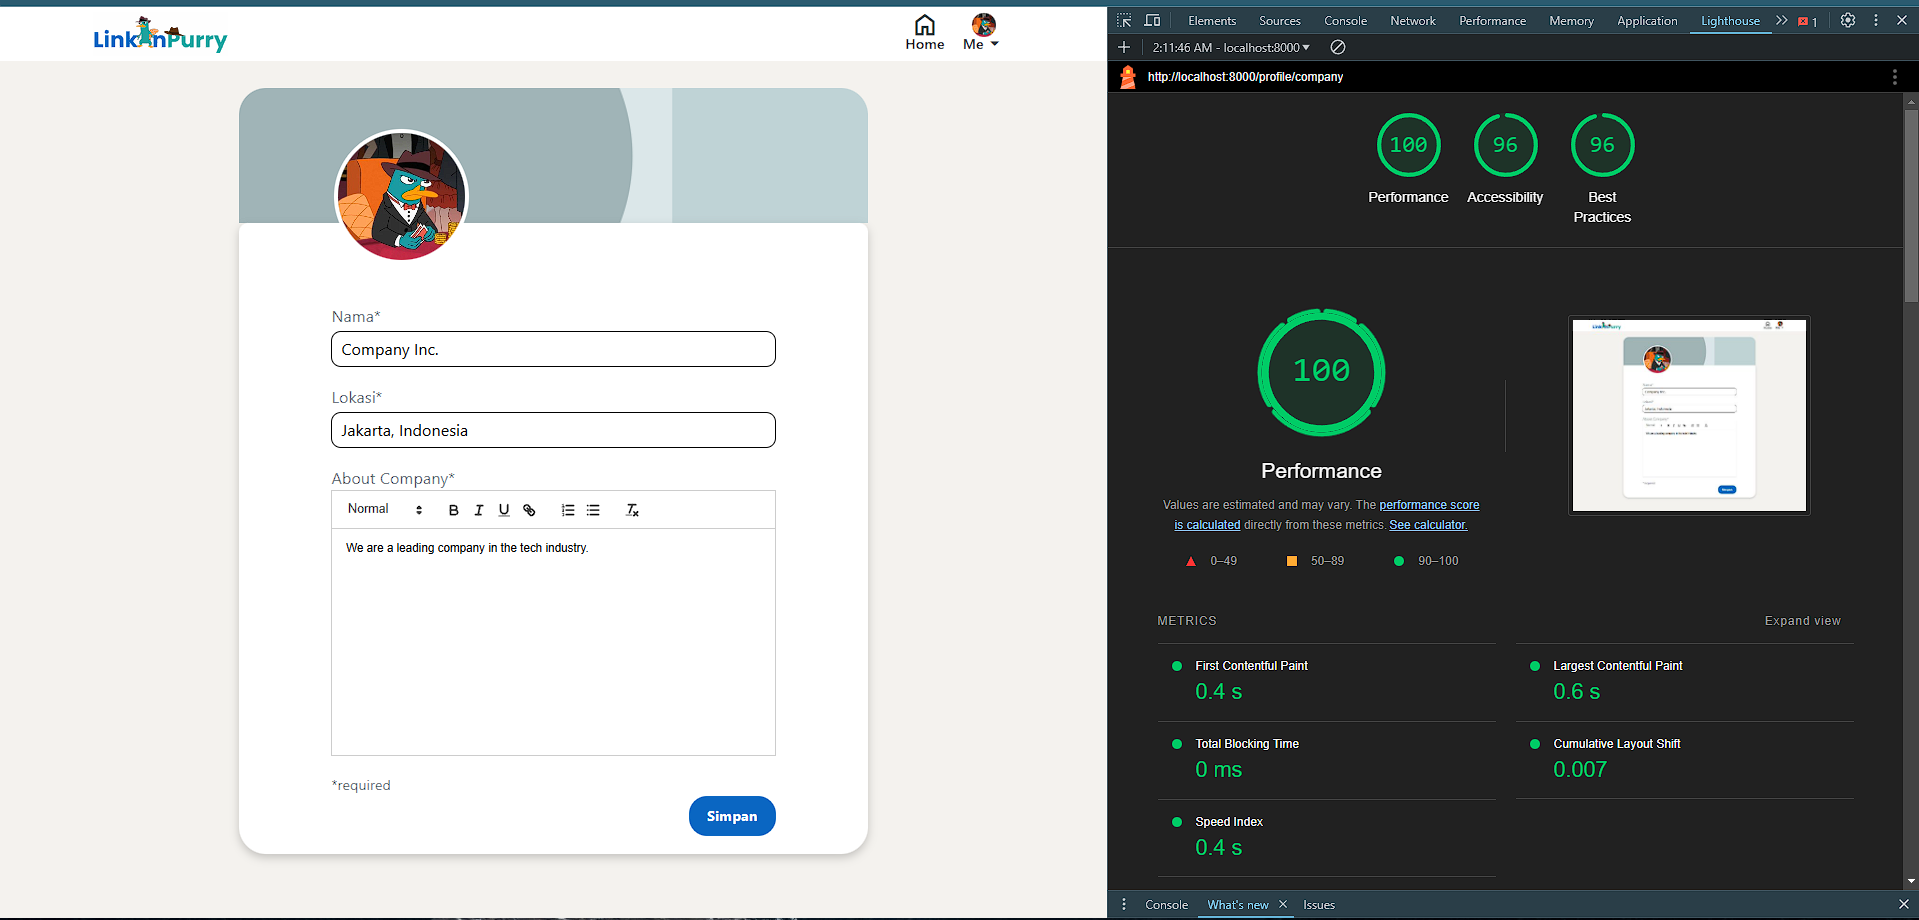 LinkInPurry
Home
Me
Nama*
Company Inc.
Lokasi*
Jakarta, Indonesia
About Company*
Normal
B I U
We are a leading company in the tech industry.
*required
Simpan
Elements Sources Console Network Performance Memory Application Lighthouse 1
2:11:46 AM - localhost:8000
http://localhost:8000/profile/company
100 96 96
Performance Accessibility Best Practices
100
Performance
Values are estimated and may vary. The performance score
is calculated directly from these metrics. See calculator.
0–49 50–89 90–100
METRICS Expand view
First Contentful Paint
0.4 s
Largest Contentful Paint
0.6 s
Total Blocking Time
0 ms
Cumulative Layout Shift
0.007
Speed Index
0.4 s
Console What's new Issues